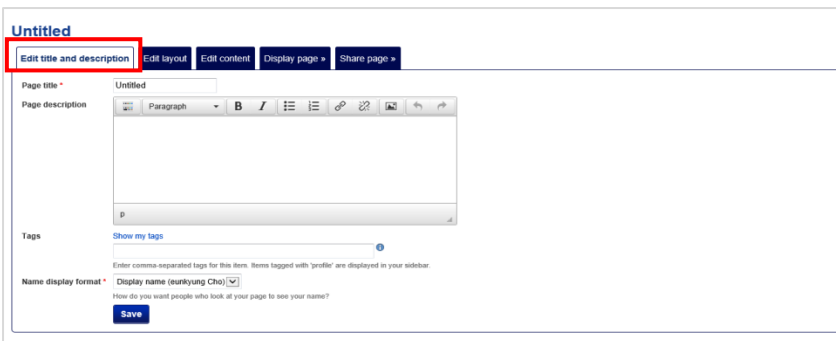 Untitled
Edit title and description Edit layout Edit content Display page » Share page »
Page title * Untitled
Page description Paragraph B I
p
Tags Show my tags
Enter comma-separated tags for this item. Items tagged with 'profile' are displayed in your sidebar.
Name display format * Display name (eunkyung Cho)
How do you want people who look at your page to see your name?
Save